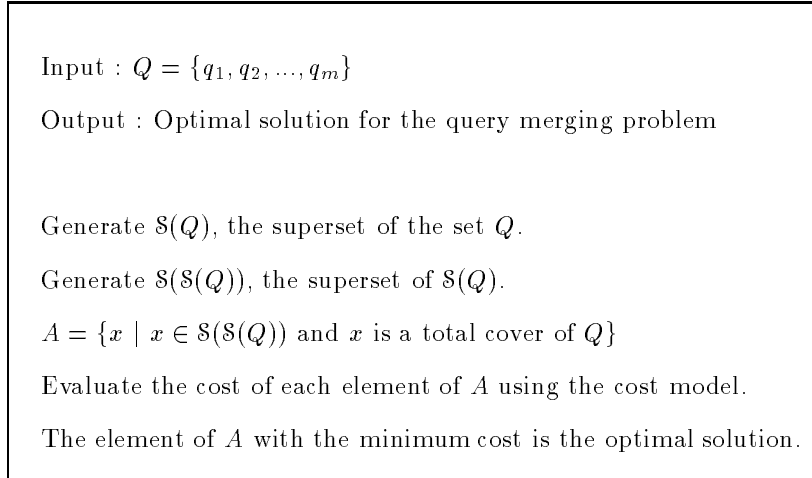 Input : Q = {q₁, q₂, ..., qₘ}
Output : Optimal solution for the query merging problem
Generate S(Q), the superset of the set Q.
Generate S(S(Q)), the superset of S(Q).
A = {x | x ∈ S(S(Q)) and x is a total cover of Q}
Evaluate the cost of each element of A using the cost model.
The element of A with the minimum cost is the optimal solution.